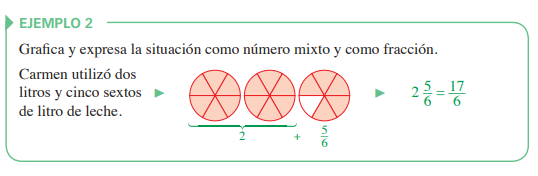 EJEMPLO 2
Grafica y expresa la situación como número mixto y como fracción.
Carmen utilizó dos
litros y cinco sextos
de litro de leche.
2 + 5/6
2 5/6 = 17/6